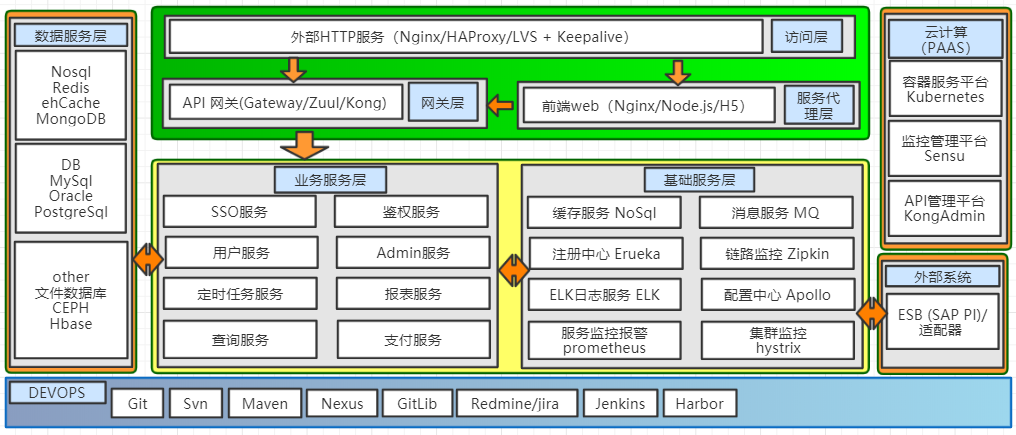 数据服务层
Nosql
Redis
ehCache
MongoDB
DB
MySql
Oracle
PostgreSql
other
文件数据库
CEPH
Hbase
外部HTTP服务（Nginx/HAProxy/LVS + Keepalive）
访问层
API 网关(Gateway/Zuul/Kong)
网关层
前端web（Nginx/Node.js/H5）
服务代
理层
业务服务层
SSO服务
鉴权服务
用户服务
Admin服务
定时任务服务
报表服务
查询服务
支付服务
基础服务层
缓存服务 NoSql
消息服务 MQ
注册中心 Erueka
链路监控 Zipkin
ELK日志服务 ELK
配置中心 Apollo
服务监控报警
prometheus
集群监控
hystrix
云计算
（PAAS）
容器服务平台
Kubernetes
监控管理平台
Sensu
API管理平台
KongAdmin
外部系统
ESB (SAP PI)/
适配器
DEVOPS
Git
Svn
Maven
Nexus
GitLib
Redmine/jira
Jenkins
Harbor